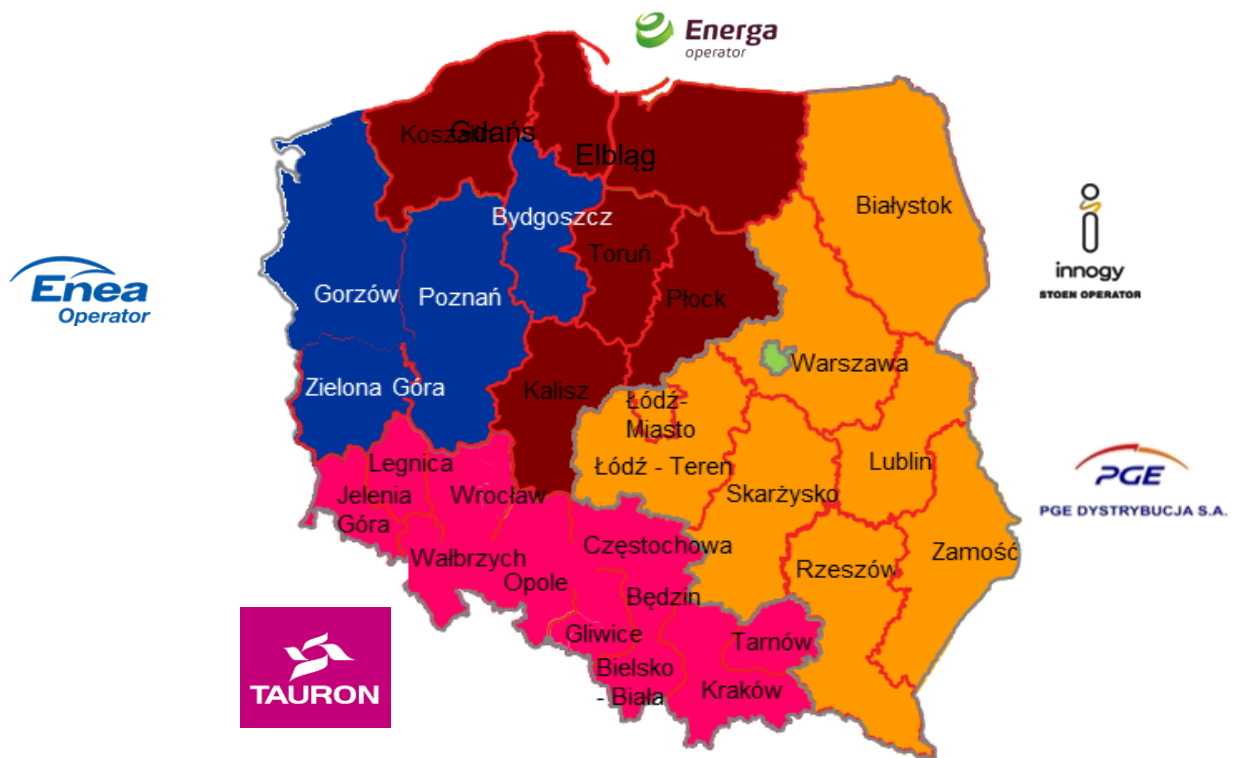 Energa
operator
Koszalin
Gdańs
Elbląg
Białystok
Bydgoszcz
Toruń
innogy
STOEN OPERATOR
Enea
Operator
Gorzów
Poznań
Płock
Warszawa
Zielona Góra
Kalisz
Łódź-
Miasto
Łódź - Teren
Lublin
PGE
PGE DYSTRYBUCJA S.A.
Legnica
Jelenia
Góra
Wrocław
Skarżysko
Wałbrzych
Opole
Częstochowa
Zamość
Rzeszów
Będzin
Gliwice
Tarnów
Bielsko
- Biała
Kraków
TAURON